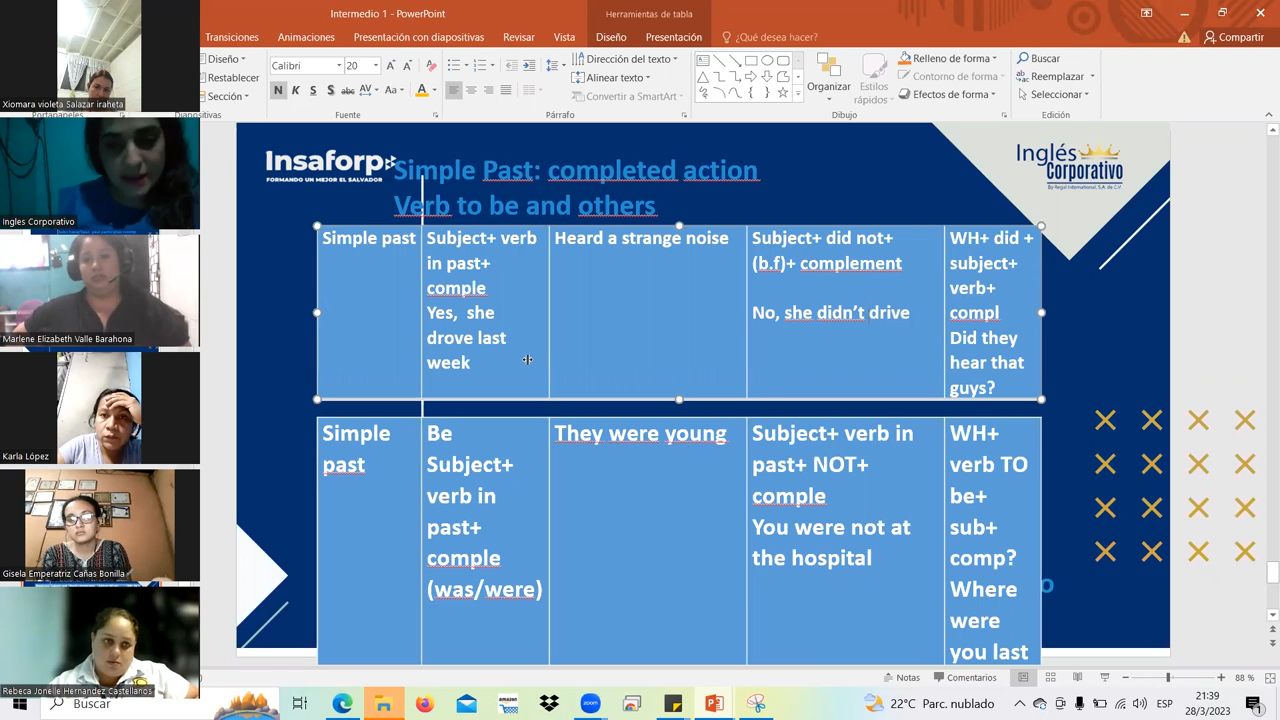 Intermedio 1 - PowerPoint
Herramientas de tabla
Transiciones Animaciones Presentación con diapositivas Revisar Vista Diseño Presentación ¿Qué desea hacer? Compartir
Diseño
Restablecer
Sección
Calibri 20
N K S S abc AV Aa A
Dirección del texto
Alinear texto
Convertir a SmartArt
Organizar
Estilos rápidos
Relleno de forma
Contorno de forma
Efectos de forma
Buscar
Reemplazar
Seleccionar
Portapapeles Diapositivas Fuente Párrafo Dibujo Edición
Xiomara violeta Salazar iraheta
Ingles Corporativo
Marlene Elizabeth Valle Barahona
Karla López
Gisela Emperatriz Cañas Bonilla
Rebeca Jonelle Hernandez Castellanos
Insaforp
FORMANDO UN MEJOR EL SALVADOR
Inglés
Corporativo
By Regal International, S.A. de C.V.
Simple Past: completed action
Verb to be and others
Simple past
Subject+ verb
in past+
comple
Yes, she
drove last
week
Heard a strange noise
Subject+ did not+
(b.f)+ complement
No, she didn't drive
WH+ did +
subject+
verb+
compl
Did they
hear that
guys?
Simple
past
Be
Subject+
verb in
past+
comple
(was/were)
They were young
Subject+ verb in
past+ NOT+
comple
You were not at
the hospital
WH+
verb TO
be+
sub+
comp?
Where
were
you last
o
Notas Comentarios 88 %
Buscar
amazon
zoom
22°C Parc. nublado
ESP
21:39
28/3/2023
1